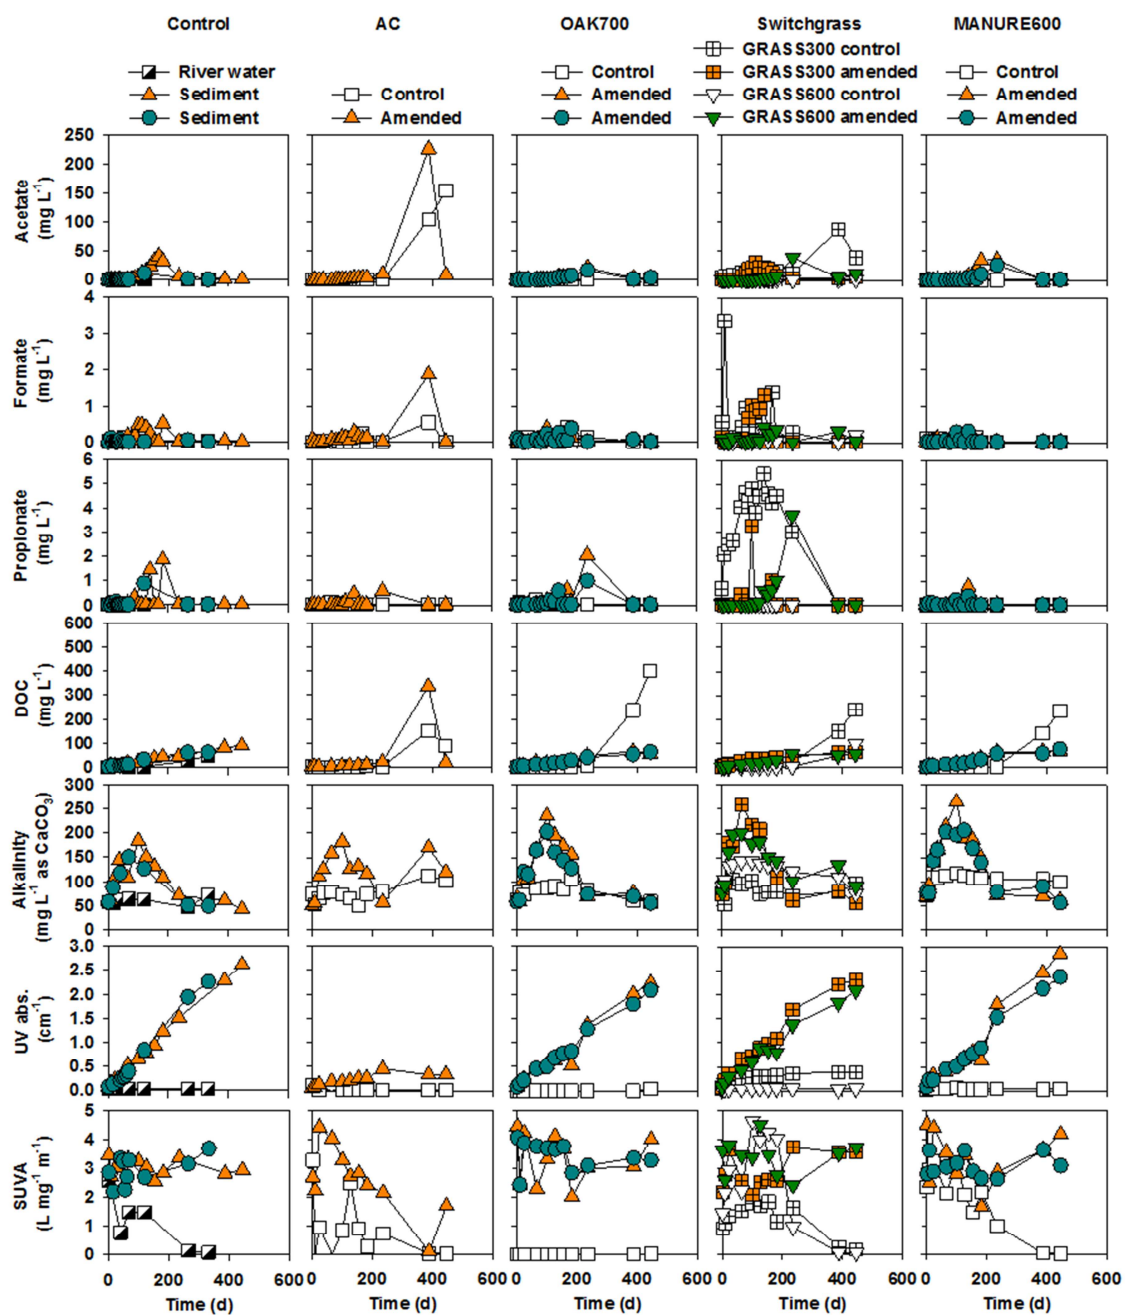 Control AC OAK700 Switchgrass MANURE600
River water
Sediment
Sediment
Control
Amended
Control
Amended
Amended
GRASS300 control
GRASS300 amended
GRASS600 control
GRASS600 amended
Control
Amended
Amended
Acetate
(mg L⁻¹)
250
200
150
100
50
0
Formate
(mg L⁻¹)
4
3
2
1
0
Propionate
(mg L⁻¹)
6
5
4
3
2
1
0
DOC
(mg L⁻¹)
600
500
400
300
200
100
0
Alkalinity
(mg L⁻¹ as CaCO₃)
300
250
200
150
100
50
0
UV abs.
(cm⁻¹)
3.0
2.5
2.0
1.5
1.0
0.5
0.0
SUVA
(L mg⁻¹ m⁻¹)
5
4
3
2
1
0
0 200 400 600 0 200 400 600 0 200 400 600 0 200 400 600 0 200 400 600
Time (d) Time (d) Time (d) Time (d) Time (d)